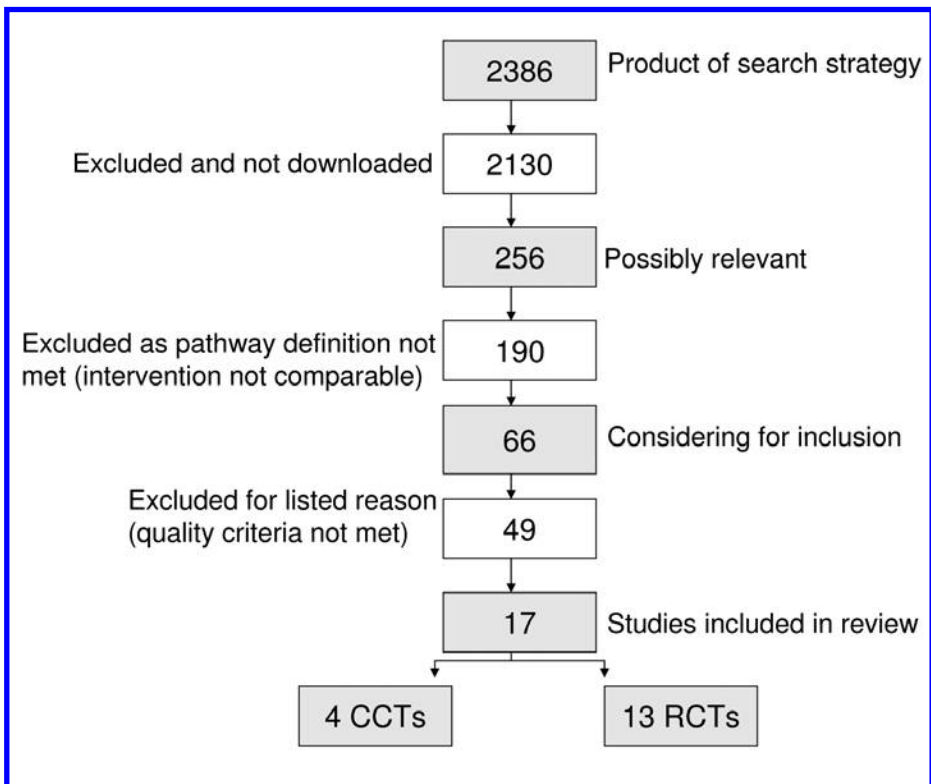 2386
Product of search strategy
Excluded and not downloaded
2130
256
Possibly relevant
Excluded as pathway definition not
met (intervention not comparable)
190
66
Considering for inclusion
Excluded for listed reason
(quality criteria not met)
49
17
Studies included in review
4 CCTs
13 RCTs